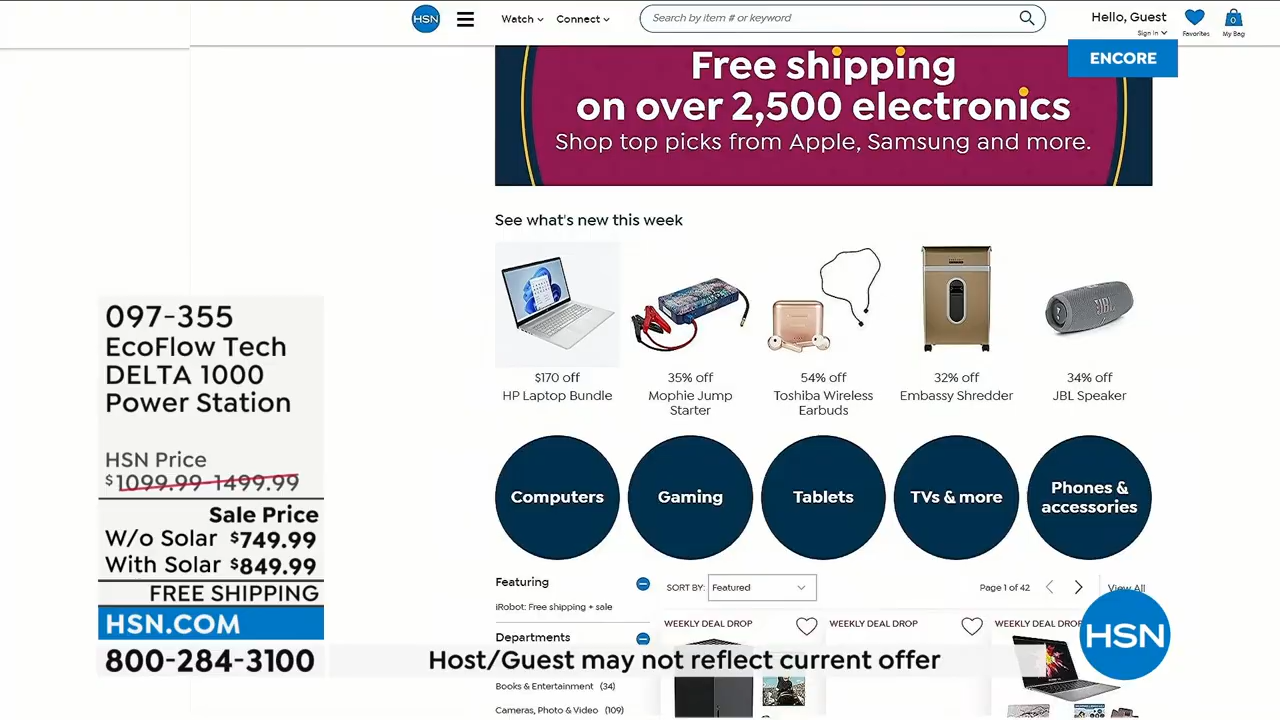 HSN
Watch
Connect
Search by item # or keyword
Hello, Guest
Sign In
Favorites
0
My Bag
ENCORE
Free shipping
on over 2,500 electronics
Shop top picks from Apple, Samsung and more.
See what's new this week
$170 off
HP Laptop Bundle
35% off
Mophie Jump
Starter
54% off
Toshiba Wireless
Earbuds
32% off
Embassy Shredder
JBL
34% off
JBL Speaker
Computers
Gaming
Tablets
TVs & more
Phones &
accessories
Featuring
iRobot: Free shipping + sale
Departments
Books & Entertainment (34)
Cameras, Photo & Video (109)
SORT BY:
Featured
Page 1 of 42
View All
WEEKLY DEAL DROP
WEEKLY DEAL DROP
WEEKLY DEAL DROP
097-355
EcoFlow Tech
DELTA 1000
Power Station
HSN Price
$1099.99-1499.99
Sale Price
W/o Solar $749.99
With Solar $849.99
FREE SHIPPING
HSN.COM
800-284-3100
Host/Guest may not reflect current offer
HSN